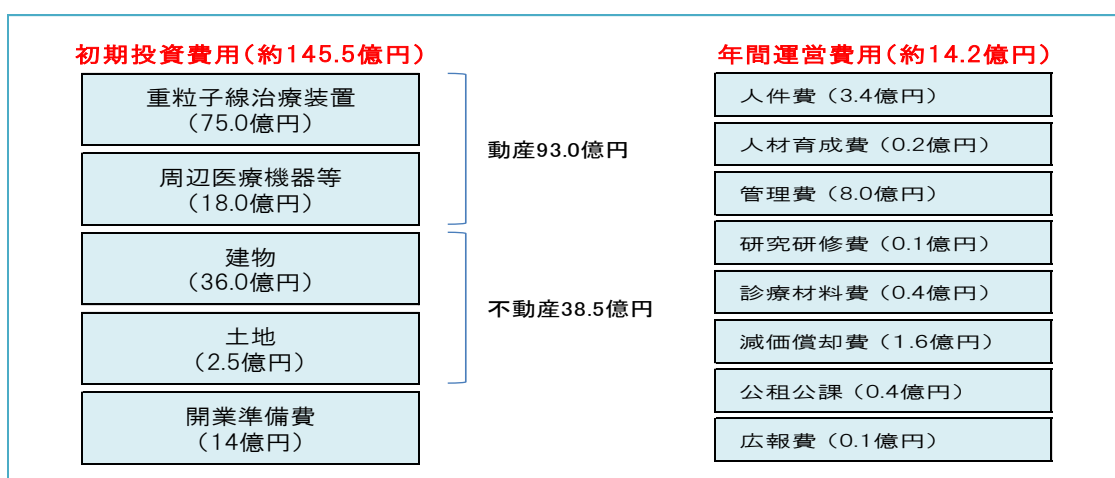 初期投資費用(約145.5億円)
重粒子線治療装置
(75.0億円)
周辺医療機器等
(18.0億円)
動産93.0億円
建物
(36.0億円)
土地
(2.5億円)
不動産38.5億円
開業準備費
(14億円)
年間運営費用(約14.2億円)
人件費(3.4億円)
人材育成費(0.2億円)
管理費(8.0億円)
研究研修費(0.1億円)
診療材料費(0.4億円)
減価償却費(1.6億円)
公租公課(0.4億円)
広報費(0.1億円)